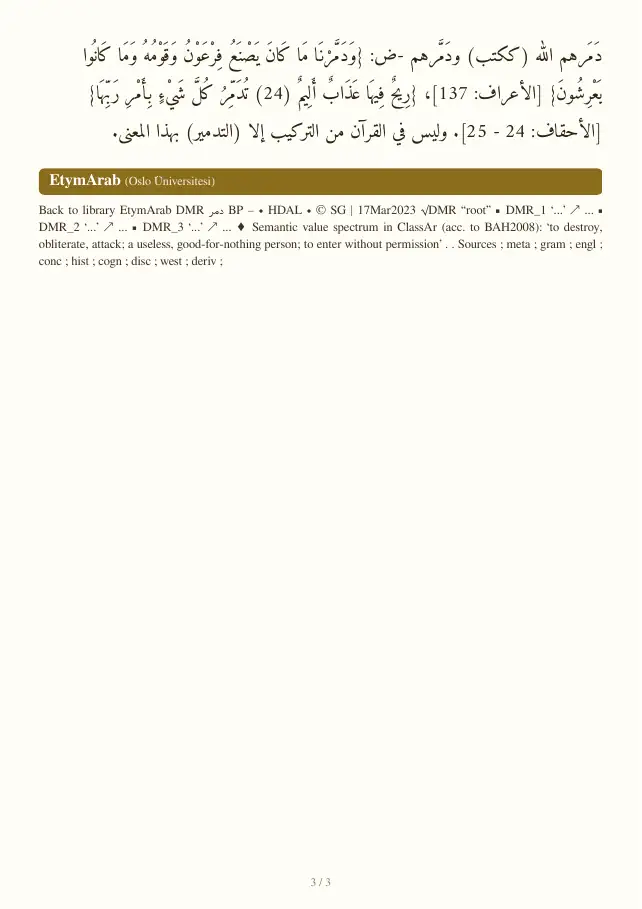 دَمَرهم الله (ككتب) ودَمَّرهم -ض: {وَدَمَّرْنَا مَا كَانَ يَصْنَعُ فِرْعَوْنُ وَقَوْمُهُ وَمَا كَانُوا
يَعْرِشُونَ} [الأعراف: 137]، {رِيحٌ فِيهَا عَذَابٌ أَلِيمٌ (24) تُدَمِّرُ كُلَّ شَيْءٍ بِأَمْرِ رَبِّهَا}
[الأحقاف: 24 - 25]. وليس في القرآن من التركيب إلا (التدمير) بهذا المعنى.
EtymArab (Oslo Üniversitesi)
Back to library EtymArab DMR دمر BP – • HDAL • © SG | 17Mar2023 √DMR “root” ▪ DMR_1 ‘...’ ↗ ... ▪
DMR_2 ‘...’ ↗ ... ▪ DMR_3 ‘...’ ↗ ... ♦ Semantic value spectrum in ClassAr (acc. to BAH2008): ‘to destroy,
obliterate, attack; a useless, good-for-nothing person; to enter without permission’ . . Sources ; meta ; gram ; engl ;
conc ; hist ; cogn ; disc ; west ; deriv ;
3 / 3